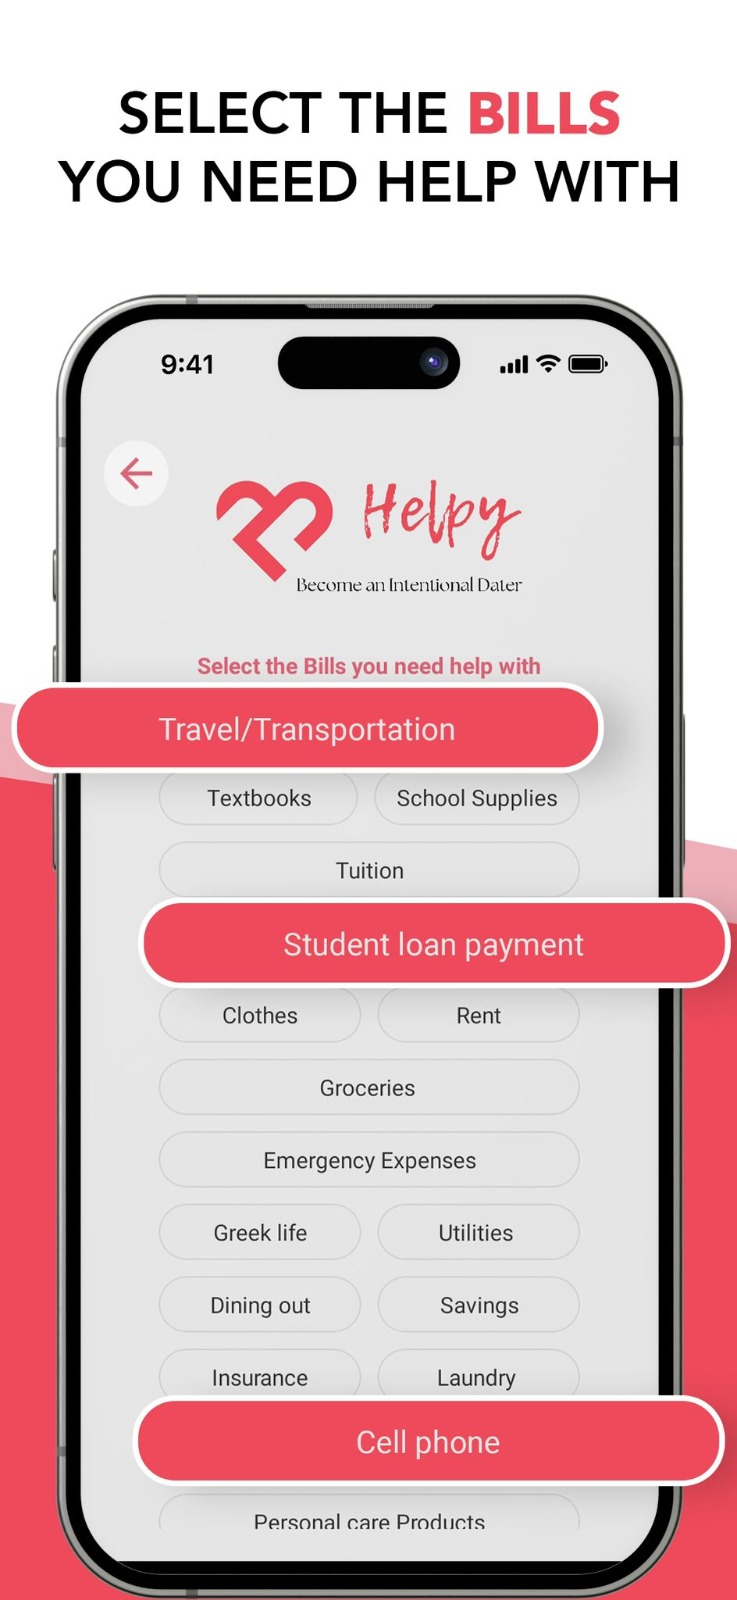 SELECT THE BILLS
YOU NEED HELP WITH
9:41
Helpy
Become an Intentional Dater
Select the Bills you need help with
Travel/Transportation
Textbooks
School Supplies
Tuition
Student loan payment
Clothes
Rent
Groceries
Emergency Expenses
Greek life
Utilities
Dining out
Savings
Insurance
Laundry
Cell phone
Personal care Products